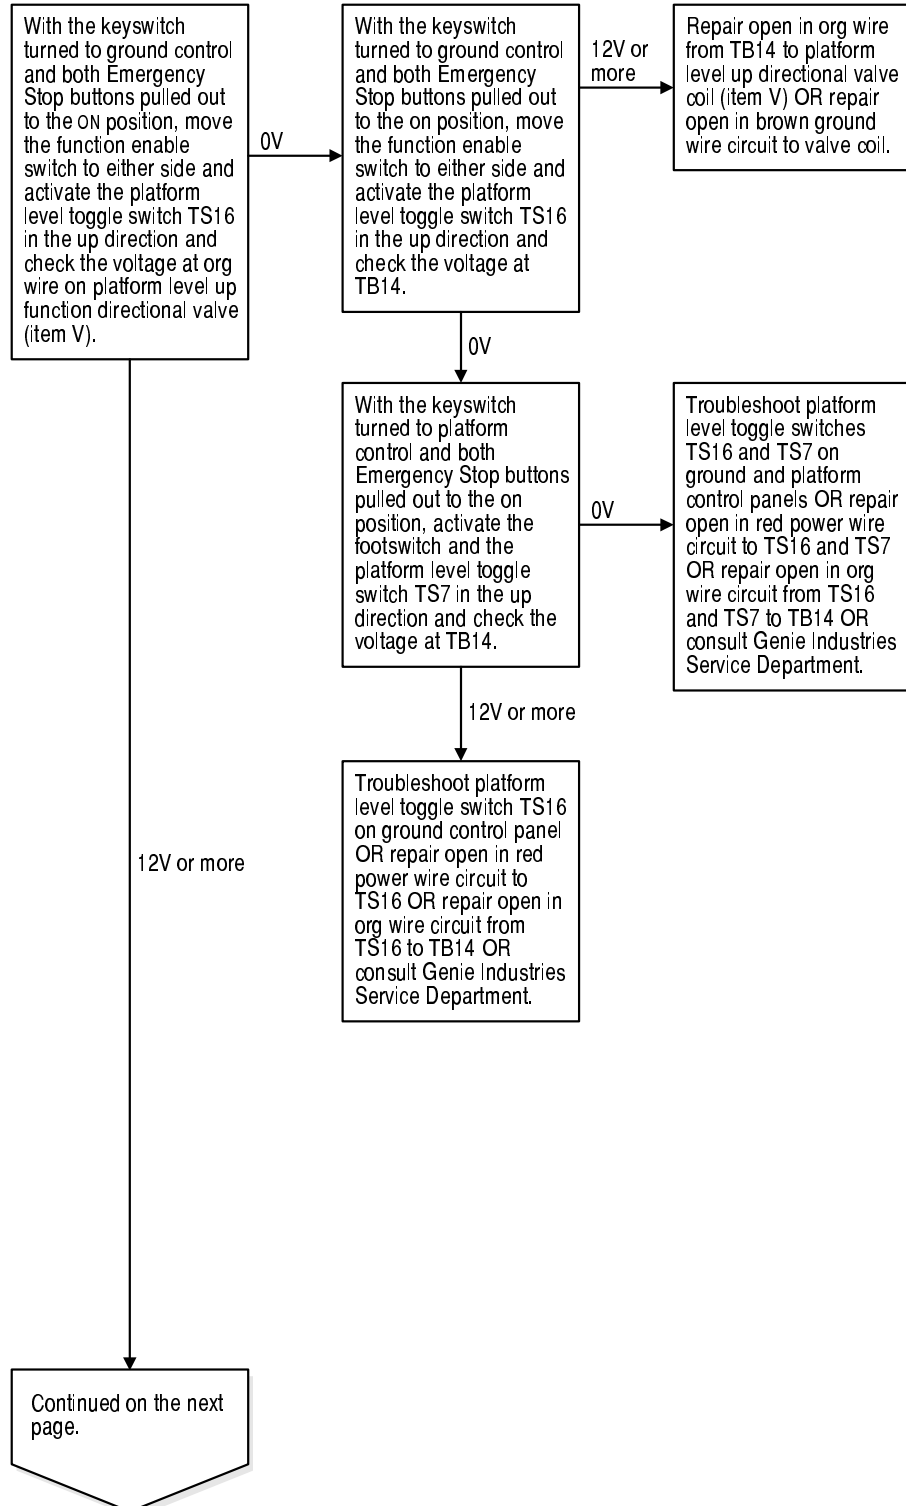 With the keyswitch
turned to ground control
and both Emergency
Stop buttons pulled out
to the ON position, move
the function enable
switch to either side and
activate the platform
level toggle switch TS16
in the up direction and
check the voltage at org
wire on platform level up
function directional valve
(item V).
0V
With the keyswitch
turned to ground control
and both Emergency
Stop buttons pulled out
to the on position, move
the function enable
switch to either side and
activate the platform
level toggle switch TS16
in the up direction and
check the voltage at
TB14.
12V or
more
Repair open in org wire
from TB14 to platform
level up directional valve
coil (item V) OR repair
open in brown ground
wire circuit to valve coil.
0V
With the keyswitch
turned to platform
control and both
Emergency Stop buttons
pulled out to the on
position, activate the
footswitch and the
platform level toggle
switch TS7 in the up
direction and check the
voltage at TB14.
0V
Troubleshoot platform
level toggle switches
TS16 and TS7 on
ground and platform
control panels OR repair
open in red power wire
circuit to TS16 and TS7
OR repair open in org
wire circuit from TS16
and TS7 to TB14 OR
consult Genie Industries
Service Department.
12V or more
Troubleshoot platform
level toggle switch TS16
on ground control panel
OR repair open in red
power wire circuit to
TS16 OR repair open in
org wire circuit from
TS16 to TB14 OR
consult Genie Industries
Service Department.
12V or more
Continued on the next
page.